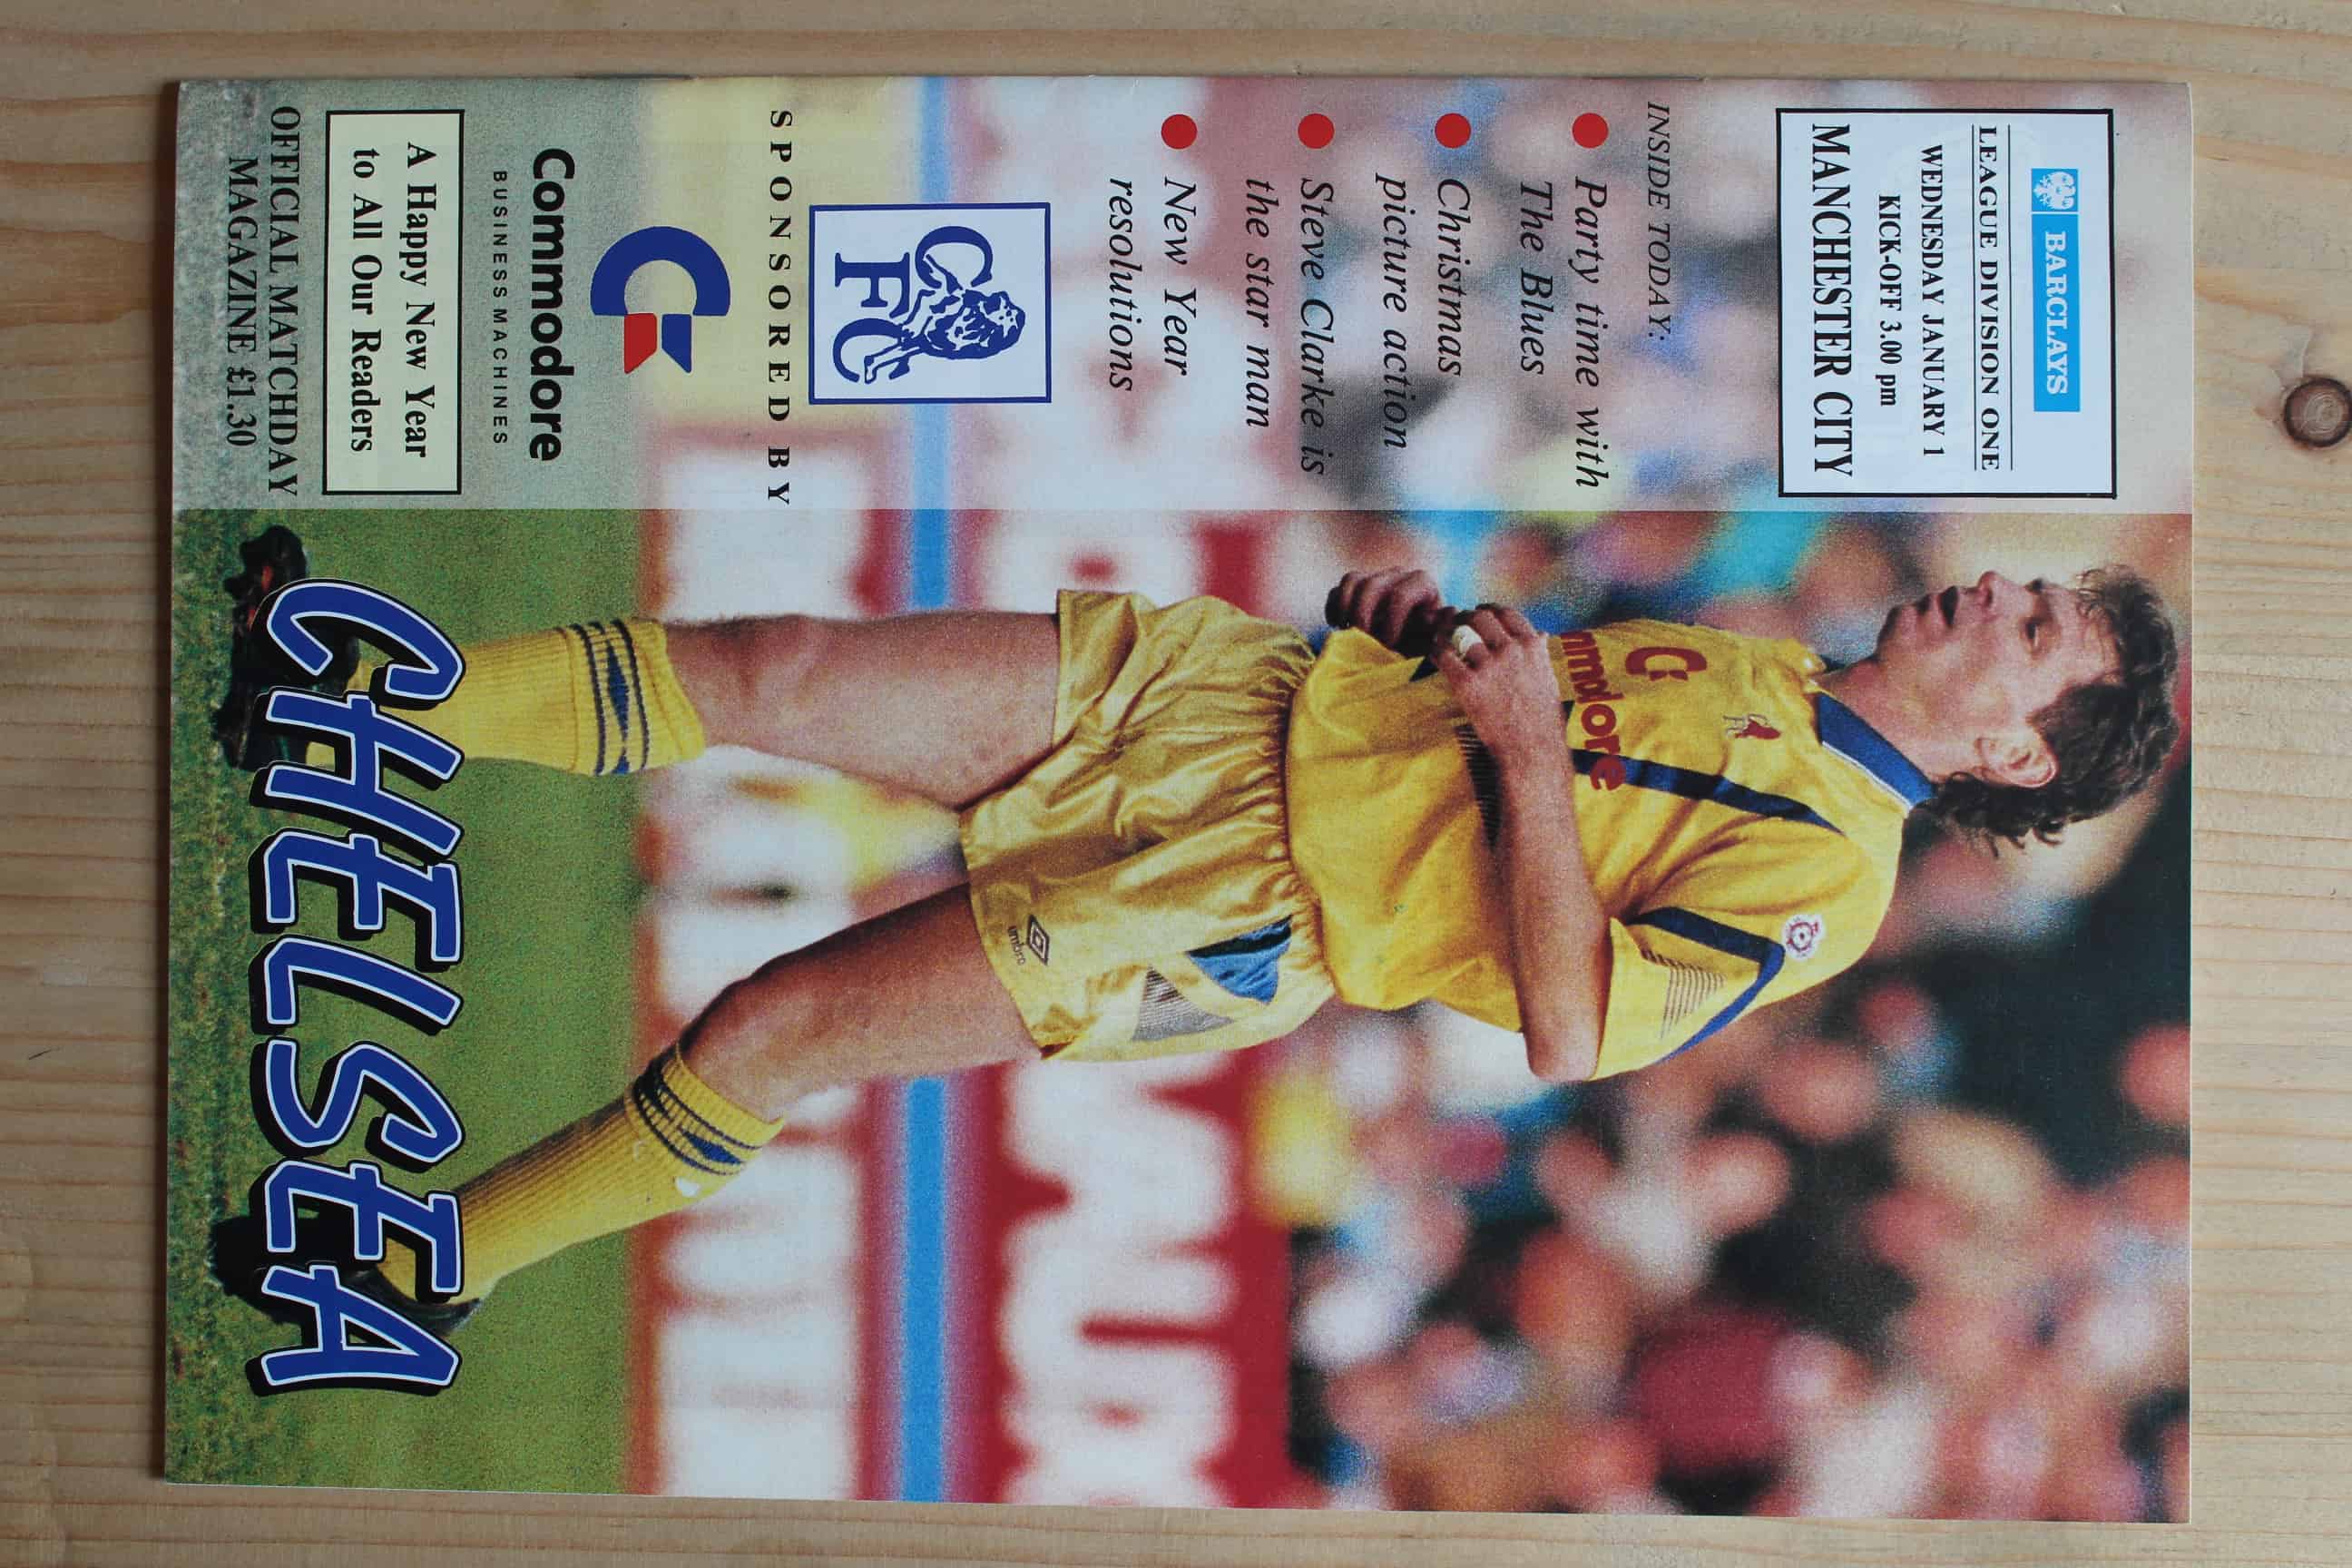 BARCLAYS
LEAGUE DIVISION ONE
WEDNESDAY JANUARY 1
KICK-OFF 3.00 pm
MANCHESTER CITY
INSIDE TODAY:
Party time with
The Blues
Christmas
picture action
Steve Clarke is
the star man
New Year
resolutions
CFC
SPONSORED BY
Commodore
BUSINESS MACHINES
A Happy New Year
to All Our Readers
OFFICIAL MATCHDAY
MAGAZINE £1.30
mmodore
umbro
CHELSEA